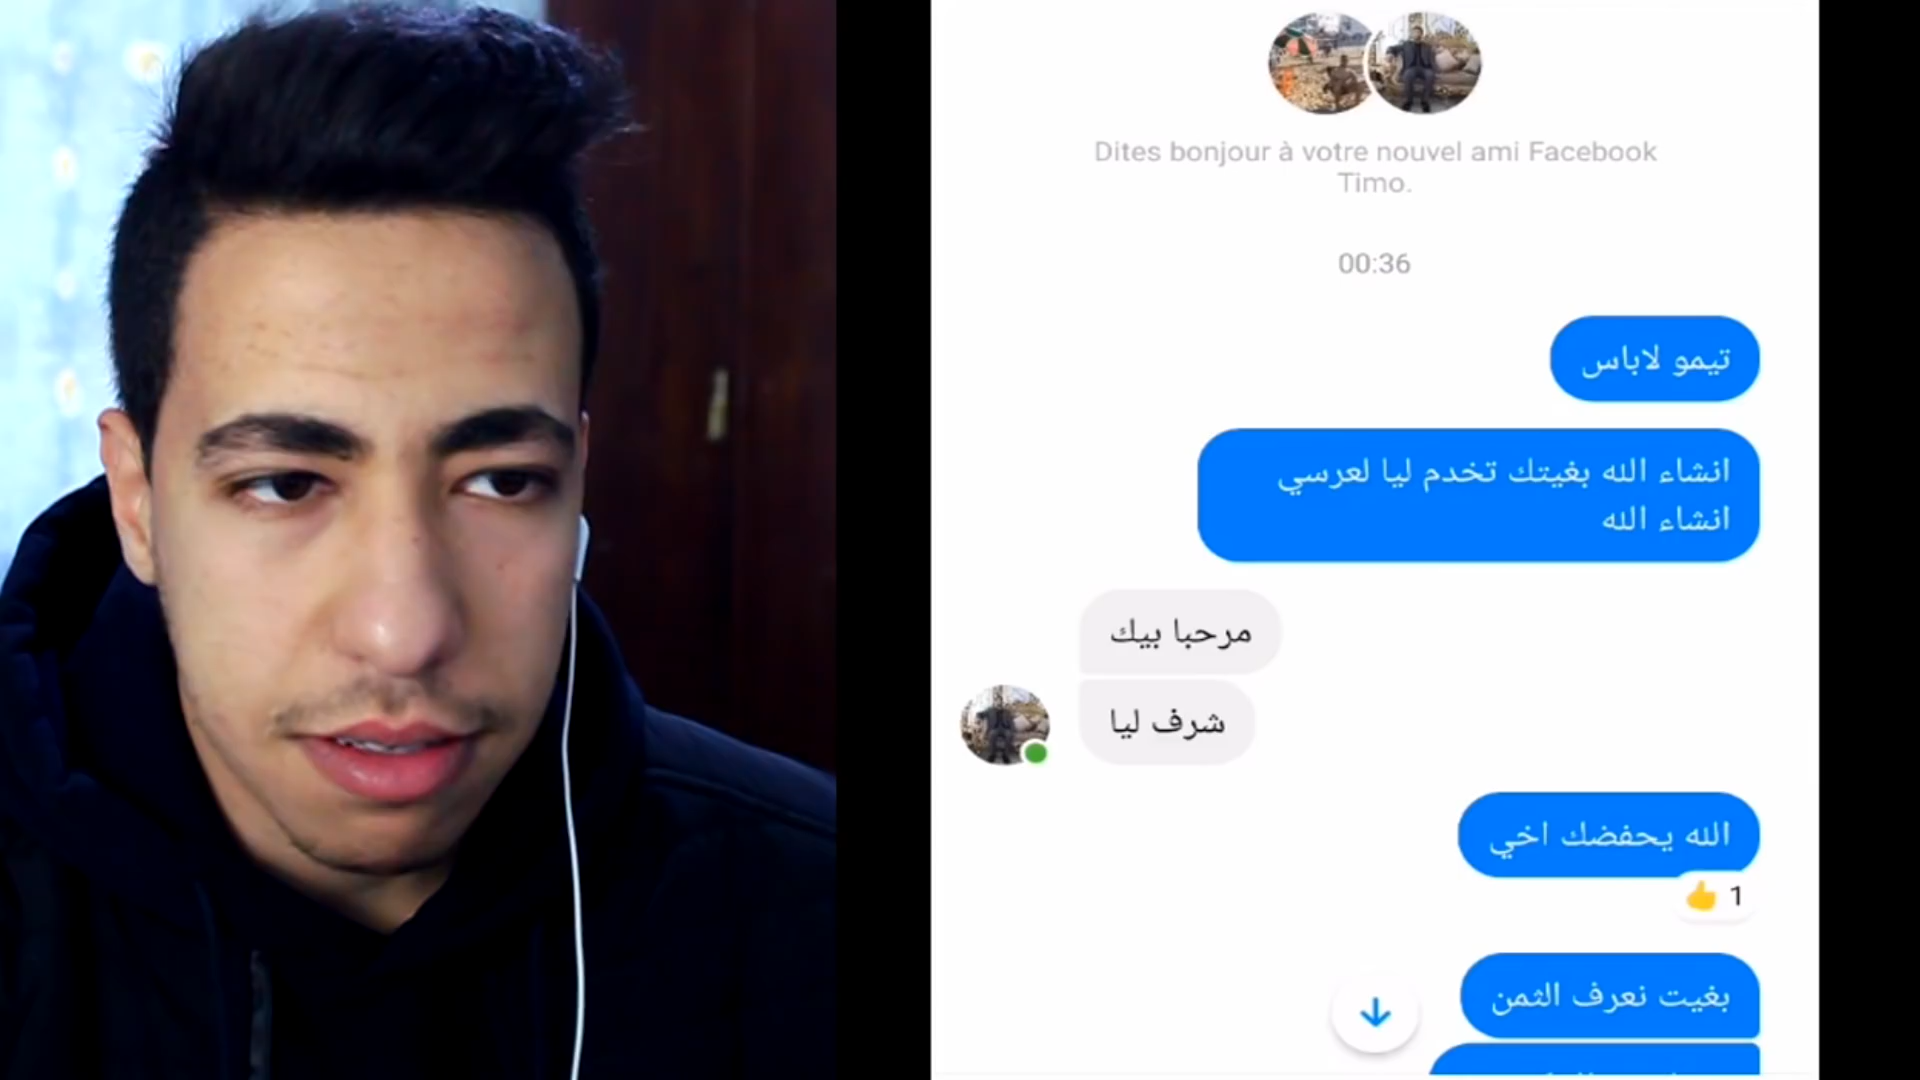 Dites bonjour à votre nouvel ami Facebook
Timo.
00:36
تيمو لاباس
انشاء الله بغيتك تخدم ليا لعرسي
انشاء الله
مرحبا بيك
شرف ليا
الله يحفضك اخي
1
بغيت نعرف الثمن